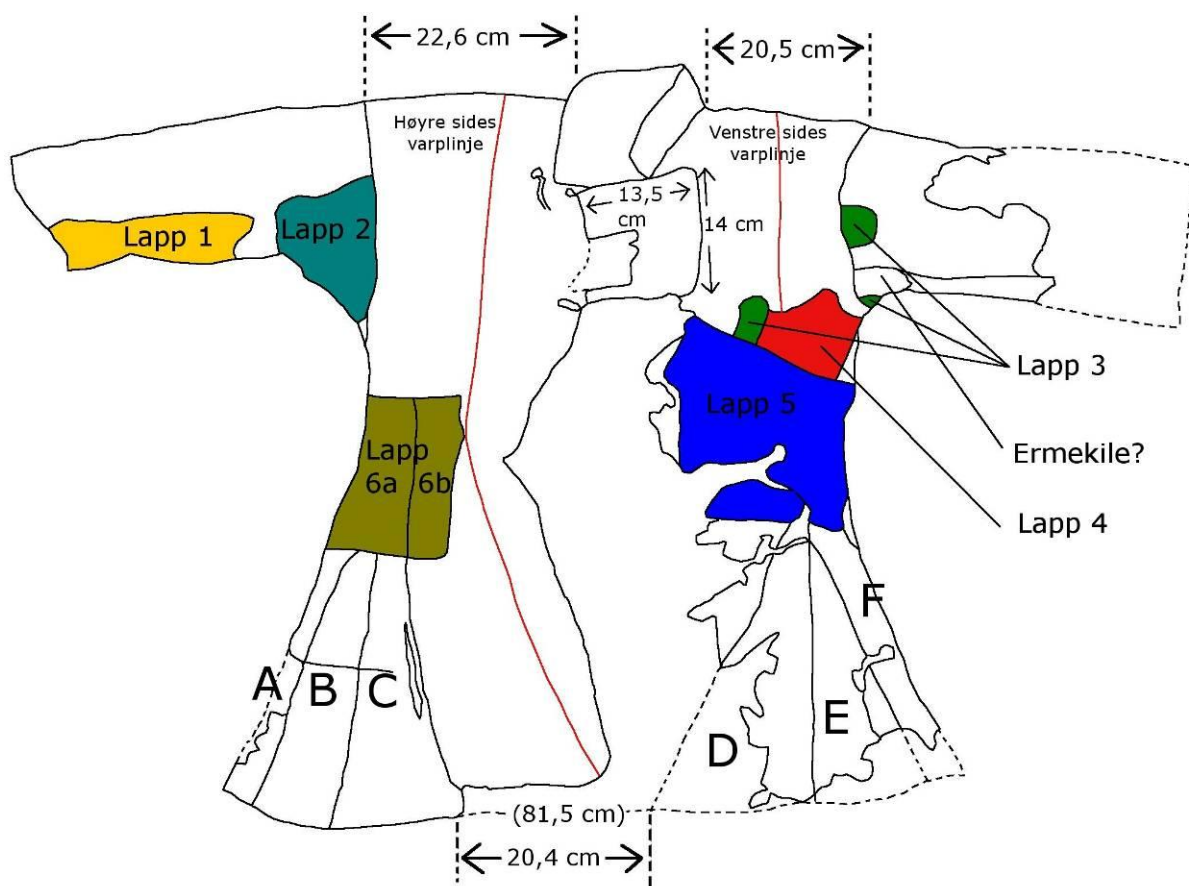 22,6 cm
20,5 cm
Høyre sides
varplinje
Venstre sides
varplinje
13,5
cm
14 cm
Lapp 1
Lapp 2
Lapp 3
Ermekile?
Lapp 4
Lapp 5
Lapp
6a
6b
A
B
C
D
E
F
(81,5 cm)
20,4 cm